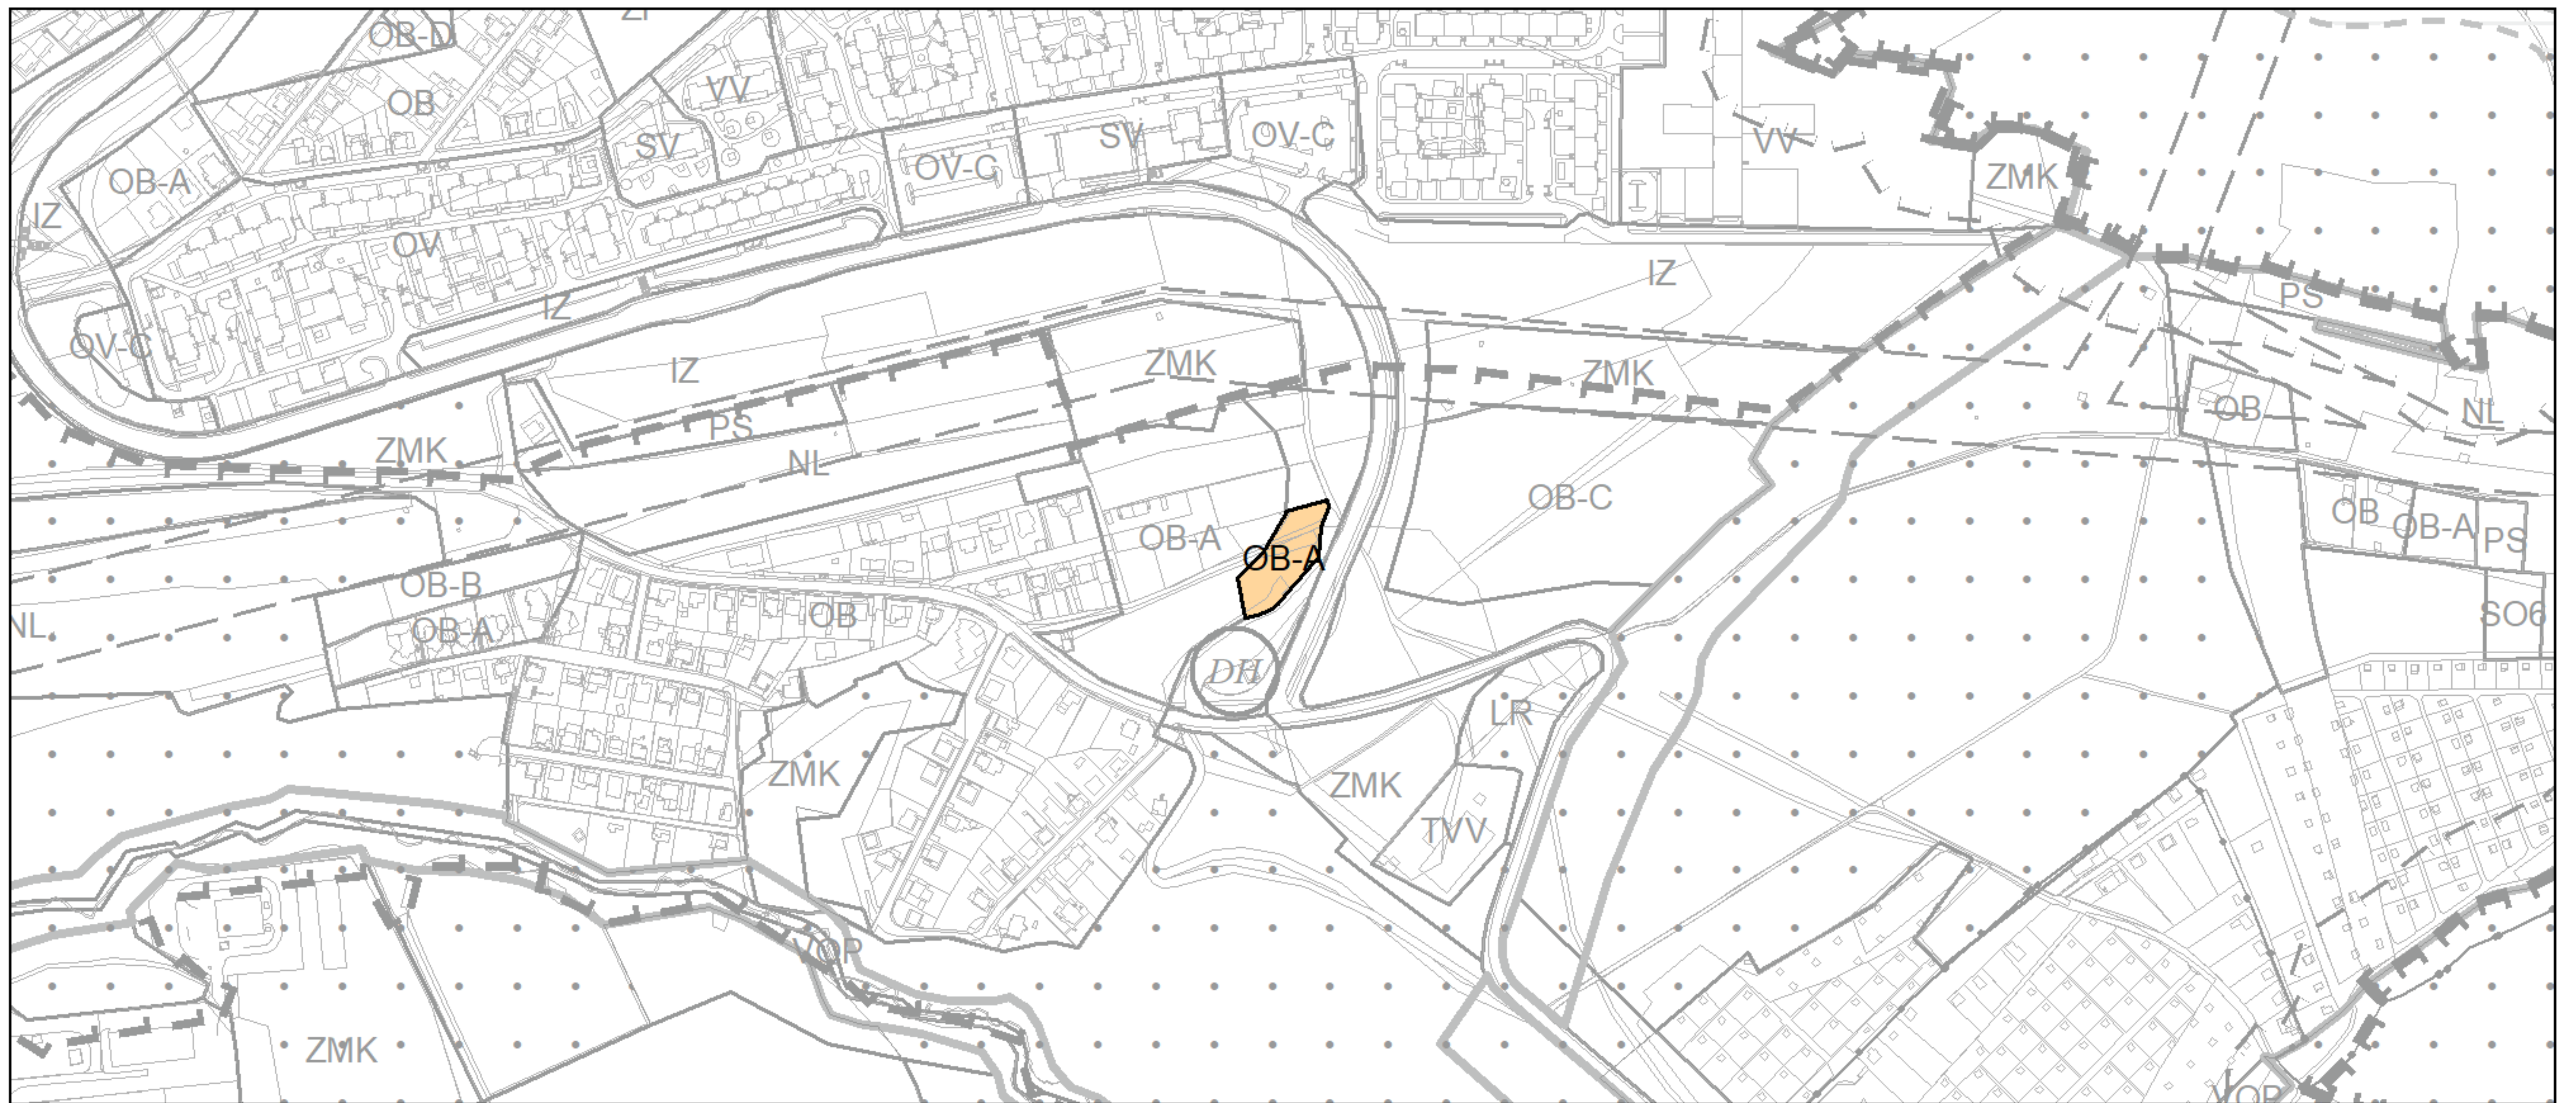 OB-D
OB
VV
SV
OV-C
SV
OV-C
VV
ZMK
OB-A
IZ
OV
IZ
IZ
PS
OV-C
IZ
ZMK
ZMK
OB
NL
ZMK
PS
NL
OB-C
OB
OB-A
PS
OB-A
OB-A
OB-B
OB-A
OB
NL
SO6
DH
LR
ZMK
ZMK
TVV
VOP
ZMK
VOP